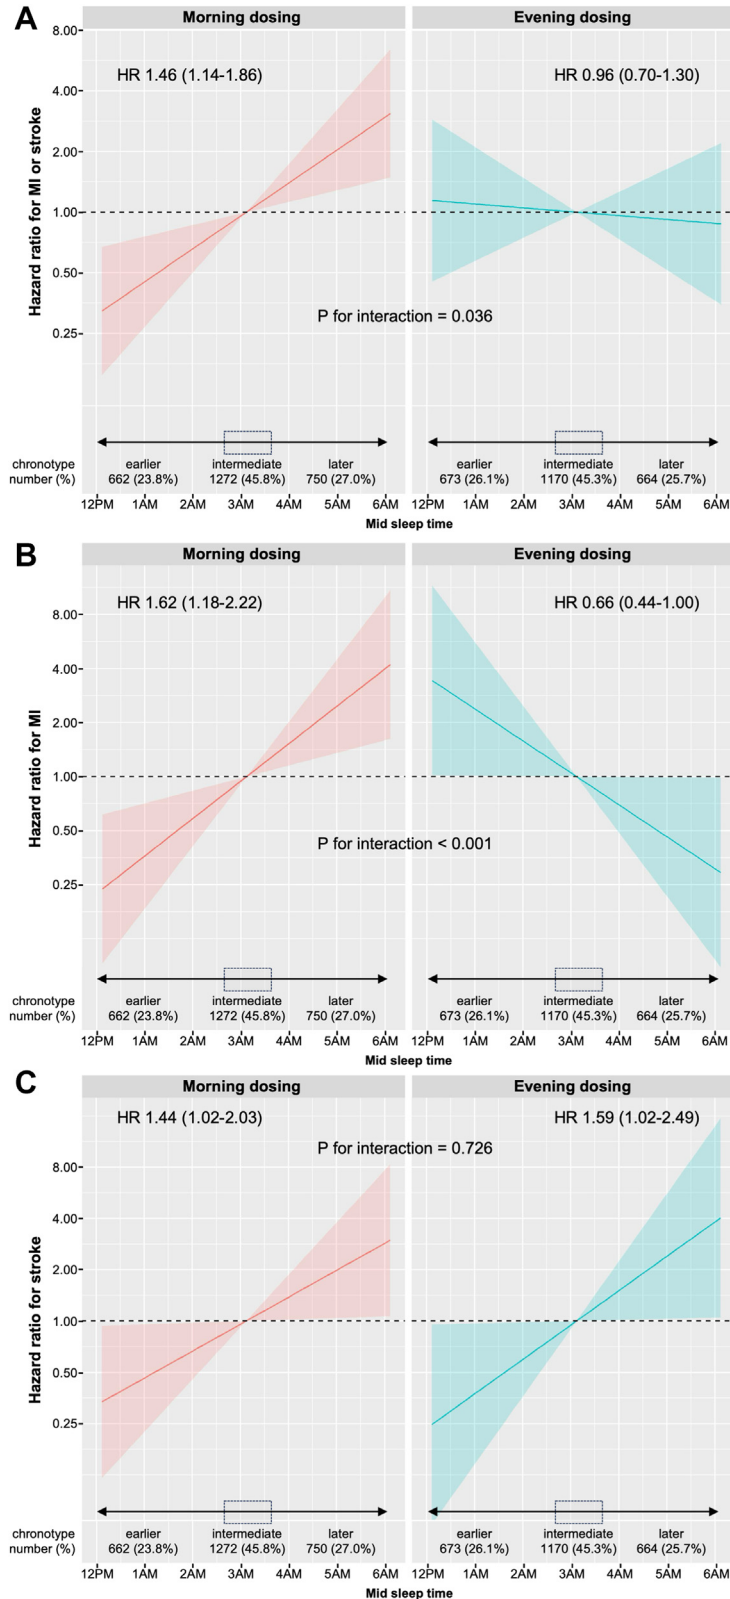 A
Morning dosing Evening dosing
HR 1.46 (1.14-1.86) HR 0.96 (0.70-1.30)
8.00
4.00
2.00
1.00
0.50
0.25
Hazard ratio for MI or stroke
P for interaction = 0.036
chronotype earlier intermediate later earlier intermediate later
number (%) 662 (23.8%) 1272 (45.8%) 750 (27.0%) 673 (26.1%) 1170 (45.3%) 664 (25.7%)
12PM 1AM 2AM 3AM 4AM 5AM 6AM 12PM 1AM 2AM 3AM 4AM 5AM 6AM
Mid sleep time
B
Morning dosing Evening dosing
HR 1.62 (1.18-2.22) HR 0.66 (0.44-1.00)
8.00
4.00
2.00
1.00
0.50
0.25
Hazard ratio for MI
P for interaction < 0.001
chronotype earlier intermediate later earlier intermediate later
number (%) 662 (23.8%) 1272 (45.8%) 750 (27.0%) 673 (26.1%) 1170 (45.3%) 664 (25.7%)
12PM 1AM 2AM 3AM 4AM 5AM 6AM 12PM 1AM 2AM 3AM 4AM 5AM 6AM
Mid sleep time
C
Morning dosing Evening dosing
HR 1.44 (1.02-2.03) HR 1.59 (1.02-2.49)
P for interaction = 0.726
8.00
4.00
2.00
1.00
0.50
0.25
Hazard ratio for stroke
chronotype earlier intermediate later earlier intermediate later
number (%) 662 (23.8%) 1272 (45.8%) 750 (27.0%) 673 (26.1%) 1170 (45.3%) 664 (25.7%)
12PM 1AM 2AM 3AM 4AM 5AM 6AM 12PM 1AM 2AM 3AM 4AM 5AM 6AM
Mid sleep time